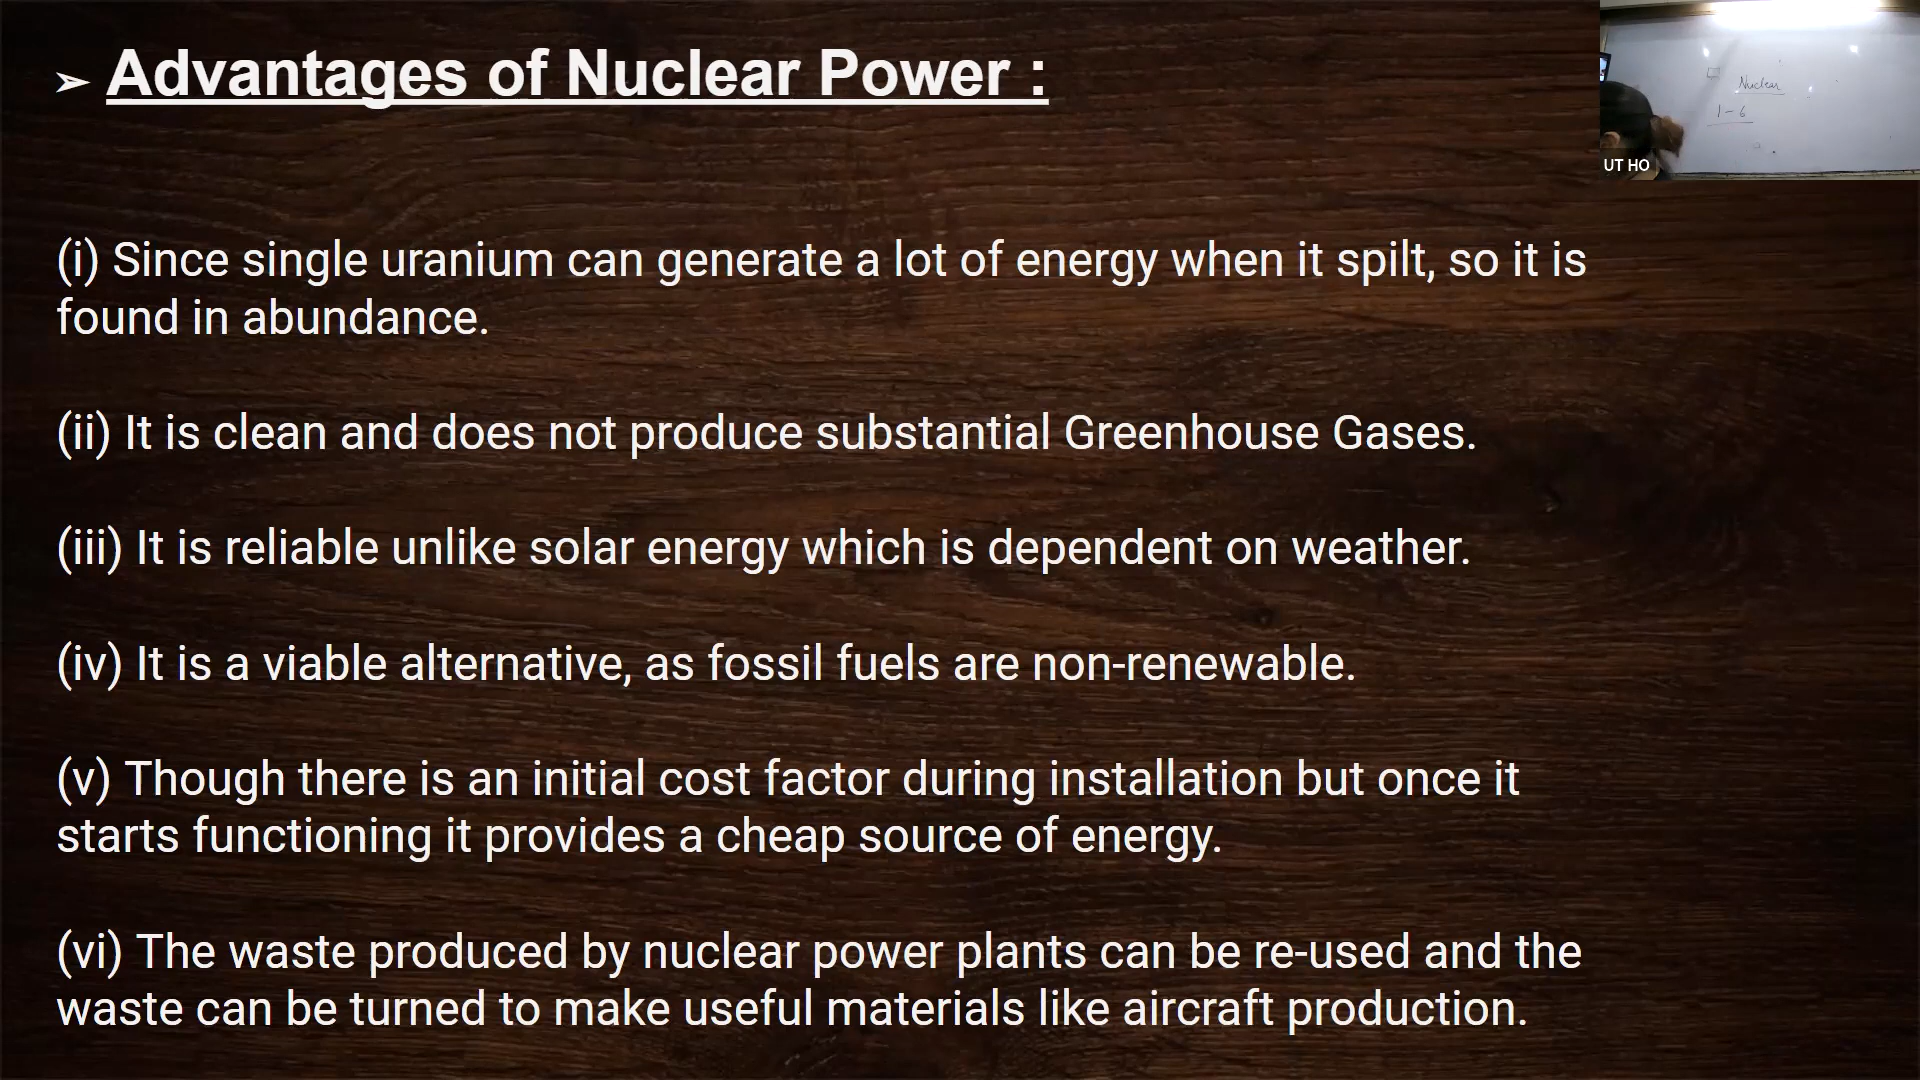 ➢ Advantages of Nuclear Power :
Nuclear
1-6
UT HO
(i) Since single uranium can generate a lot of energy when it spilt, so it is
found in abundance.
(ii) It is clean and does not produce substantial Greenhouse Gases.
(iii) It is reliable unlike solar energy which is dependent on weather.
(iv) It is a viable alternative, as fossil fuels are non-renewable.
(v) Though there is an initial cost factor during installation but once it
starts functioning it provides a cheap source of energy.
(vi) The waste produced by nuclear power plants can be re-used and the
waste can be turned to make useful materials like aircraft production.